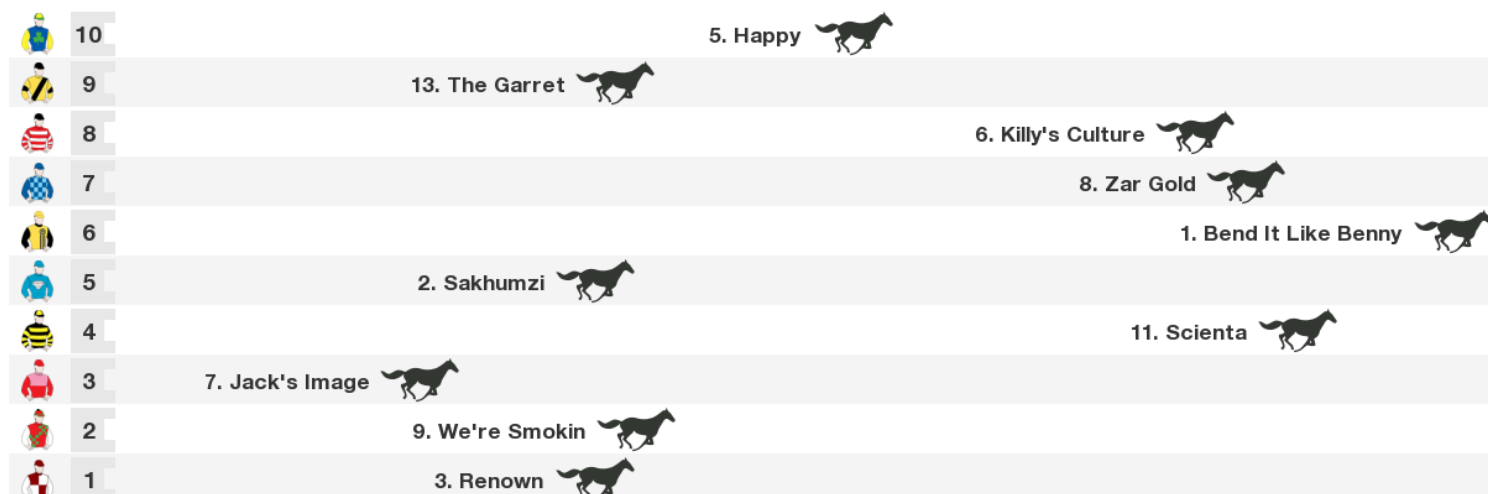 10 5. Happy
9 13. The Garret
8 6. Killy's Culture
7 8. Zar Gold
6 1. Bend It Like Benny
5 2. Sakhumzi
4 11. Scienta
3 7. Jack's Image
2 9. We're Smokin
1 3. Renown